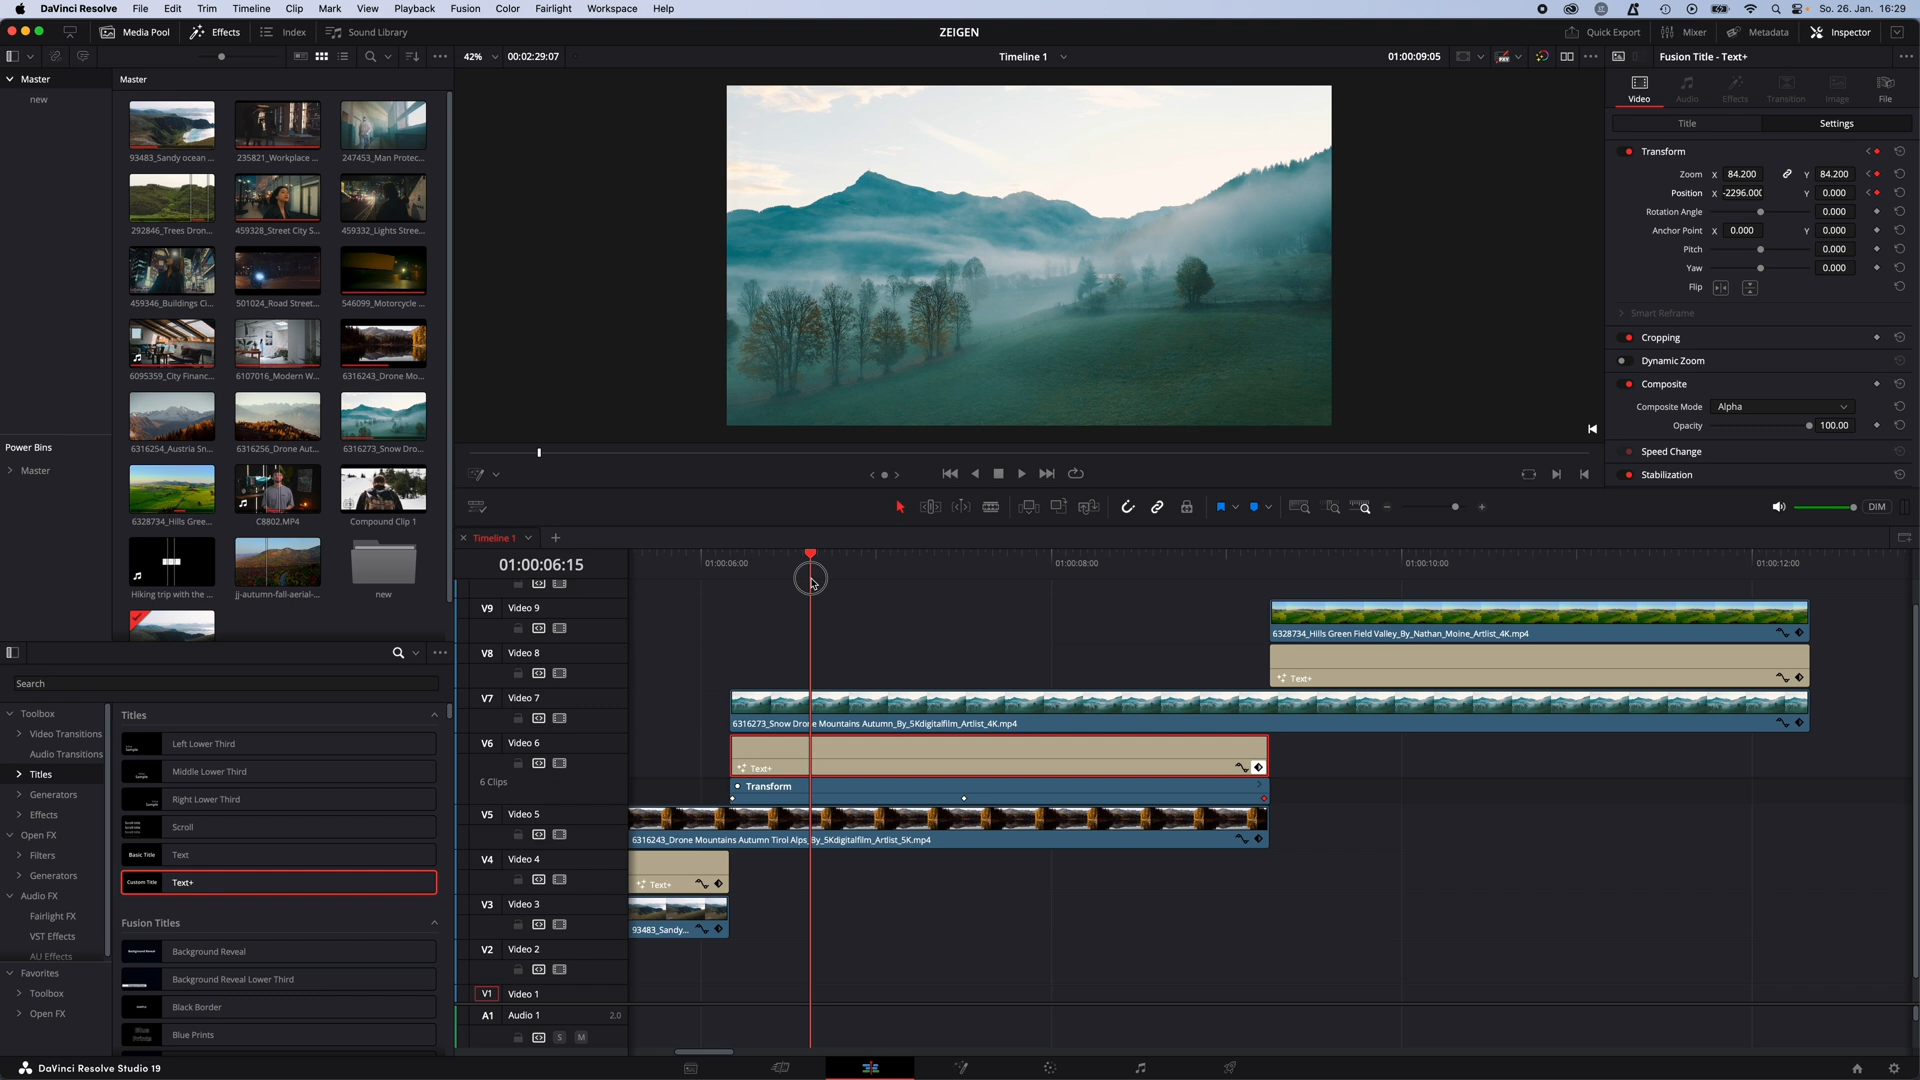 DaVinci Resolve File Edit Trim Timeline Clip Mark View Playback Fusion Color Fairlight Workspace Help
So. 26. Jan. 16:29
Media Pool Effects Index Sound Library
ZEIGEN
Quick Export Mixer Metadata Inspector
42% 00:02:29:07
Timeline 1
01:00:09:05
Fusion Title - Text+
Master
new
Master
93483_Sandy ocean ...
235821_Workplace ...
247453_Man Protec...
292846_Trees Dron...
459328_Street City S...
459332_Lights Stree...
459346_Buildings Cl...
501024_Road Street...
546099_Motorcycle ...
6095359_City Financ...
6107016_Modern W...
6316243_Drone Mo...
6316254_Austria Sn...
6316256_Drone Aut...
6316273_Snow Dro...
6328734_Hills Gree...
C8802.MP4
Compound Clip 1
Hiking trip with the ...
jj-autumn-fall-aerial-...
new
Power Bins
Master
Video Audio Effects Transition Image File
Title Settings
Transform
Zoom X 84.200 Y 84.200
Position X -2296.00( Y 0.000
Rotation Angle 0.000
Anchor Point X 0.000 Y 0.000
Pitch 0.000
Yaw 0.000
Flip
Smart Reframe
Cropping
Dynamic Zoom
Composite
Composite Mode Alpha
Opacity 100.00
Speed Change
Stabilization
DIM
Timeline 1
01:00:06:15
01:00:06:00
01:00:08:00
01:00:10:00
01:00:12:00
V9 Video 9
6328734_Hills Green Field Valley_By_Nathan_Moine_Artlist_4K.mp4
V8 Video 8
Text+
V7 Video 7
6316273_Snow Drone Mountains Autumn_By_5Kdigitalfilm_Artlist_4K.mp4
V6 Video 6
6 Clips
Text+
Transform
V5 Video 5
6316243_Drone Mountains Autumn Tirol Alps_By_5Kdigitalfilm_Artlist_5K.mp4
V4 Video 4
Text+
V3 Video 3
93483_Sandy...
V2 Video 2
V1 Video 1
A1 Audio 1 2.0
S M
Search
Toolbox
Video Transitions
Audio Transitions
Titles
Generators
Effects
Open FX
Filters
Generators
Audio FX
Fairlight FX
VST Effects
AU Effects
Favorites
Toolbox
Open FX
Titles
Left Lower Third
Middle Lower Third
Right Lower Third
Scroll
Basic Title Text
Custom Title Text+
Fusion Titles
Background Reveal
Background Reveal Lower Third
Black Border
Blue Prints Blue Prints
DaVinci Resolve Studio 19